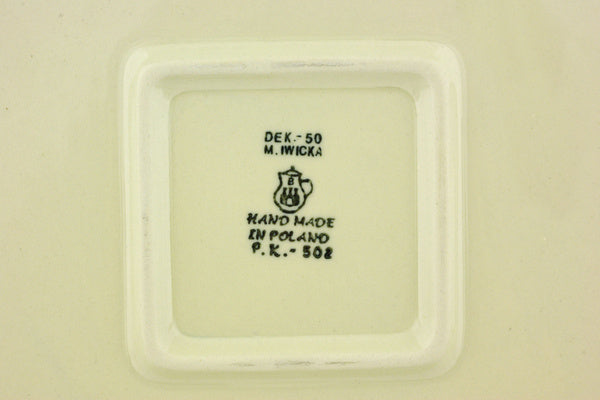 DEK.- 50
M. IWICKA
B
HAND MADE
IN POLAND
P. K.- 502